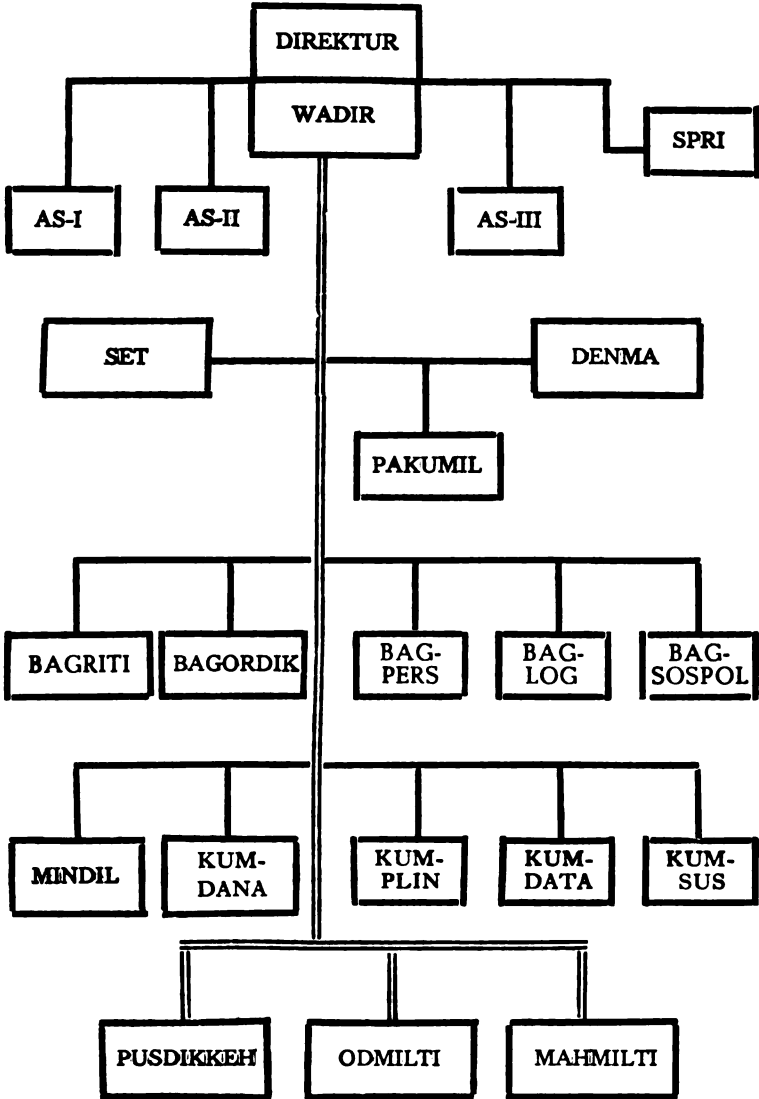 DIREKTUR
WADIR
SPRI
AS-I
AS-II
AS-III
SET
DENMA
PAKUMIL
BAGRITI
BAGORDIK
BAG-
PERS
BAG-
LOG
BAG-
SOSPOL
MINDIL
KUM-
DANA
KUM-
PLIN
KUM-
DATA
KUM-
SUS
PUSDIKKEH
ODMILTI
MAHMILTI